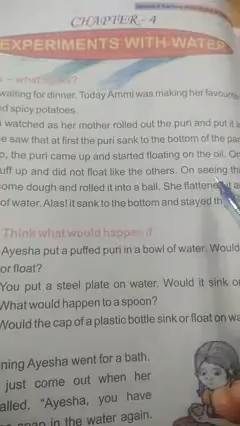 CHAPTER - 4
EXPERIMENTS WITH WATER
waiting for dinner. Today Ammi was making her favourite
spicy potatoes.
watched as her mother rolled out the puri and put it
saw that at first the puri sank to the bottom of the
the puri came up and started floating on the oil.
uff up and did not float like the others. On seeing
ome dough and rolled it into a ball. She flattened
of water. Alas! it sank to the bottom and stayed
Think what would happen if
Ayesha put a puffed puri in a bowl of water. Would
or float?
You put a steel plate on water. Would it sink
What would happen to a spoon?
Would the cap of a plastic bottle sink or float on
ning Ayesha went for a bath.
just come out when her
alled, "Ayesha, you have
in the water again.